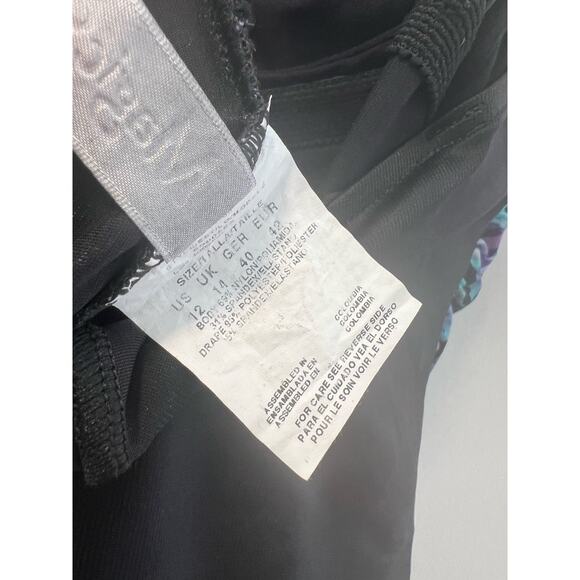 SIZE/TALLA/TAILLE
US UK GER EUR
12 14 40 42
BODY 69% NYLON/POLIAMIDA
31% SPANDEX/ELASTANO
DRAPE 95% POLYESTER/POLIESTER
5% SPANDEX/ELASTANO
ASSEMBLED IN COLOMBIA
ENSAMBLADA EN COLOMBIA
ASSEMBLED EN COLOMBIA
FOR CARE SEE REVERSE SIDE
PARA EL CUIDADO VEA EL DORSO
POUR LE SOIN VOIR LE VERSO